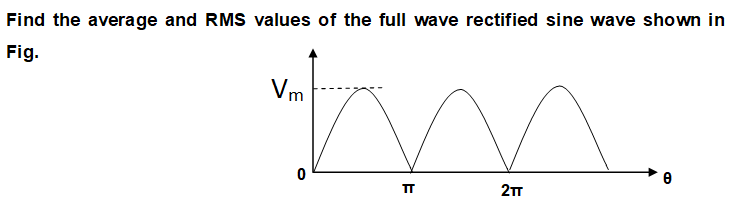 Find the average and RMS values of the full wave rectified sine wave shown in
Fig.
Vm
0
π
2π
θ